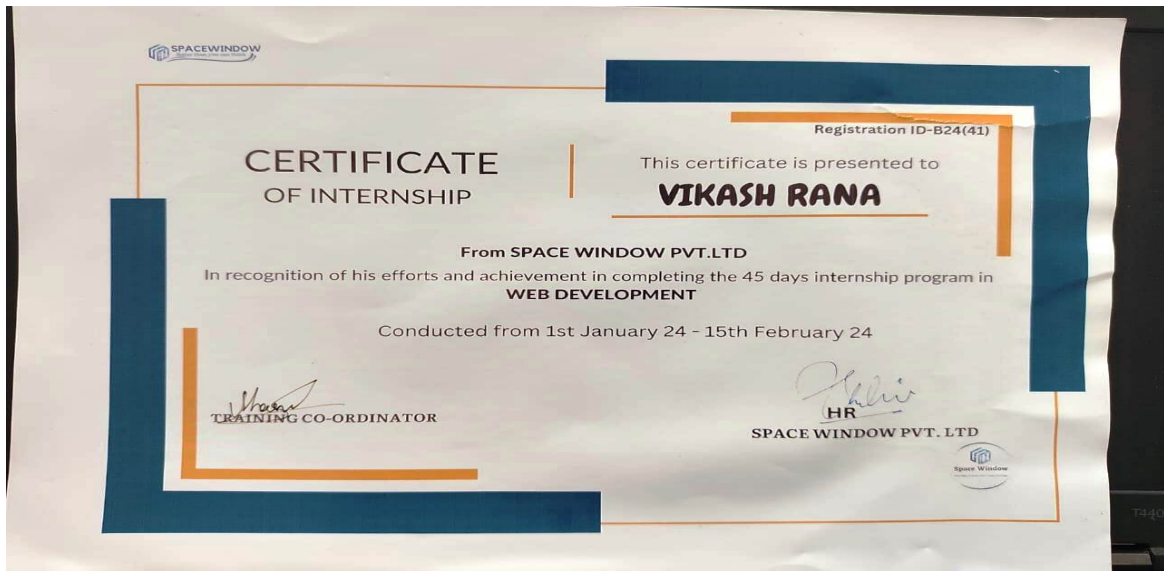 SPACEWINDOW
Registration ID-B24(41)
CERTIFICATE
OF INTERNSHIP
This certificate is presented to
VIKASH RANA
From SPACE WINDOW PVT.LTD
In recognition of his efforts and achievement in completing the 45 days internship program in
WEB DEVELOPMENT
Conducted from 1st January 24 - 15th February 24
TRAINING CO-ORDINATOR
HR
SPACE WINDOW PVT. LTD
Space Window
T440